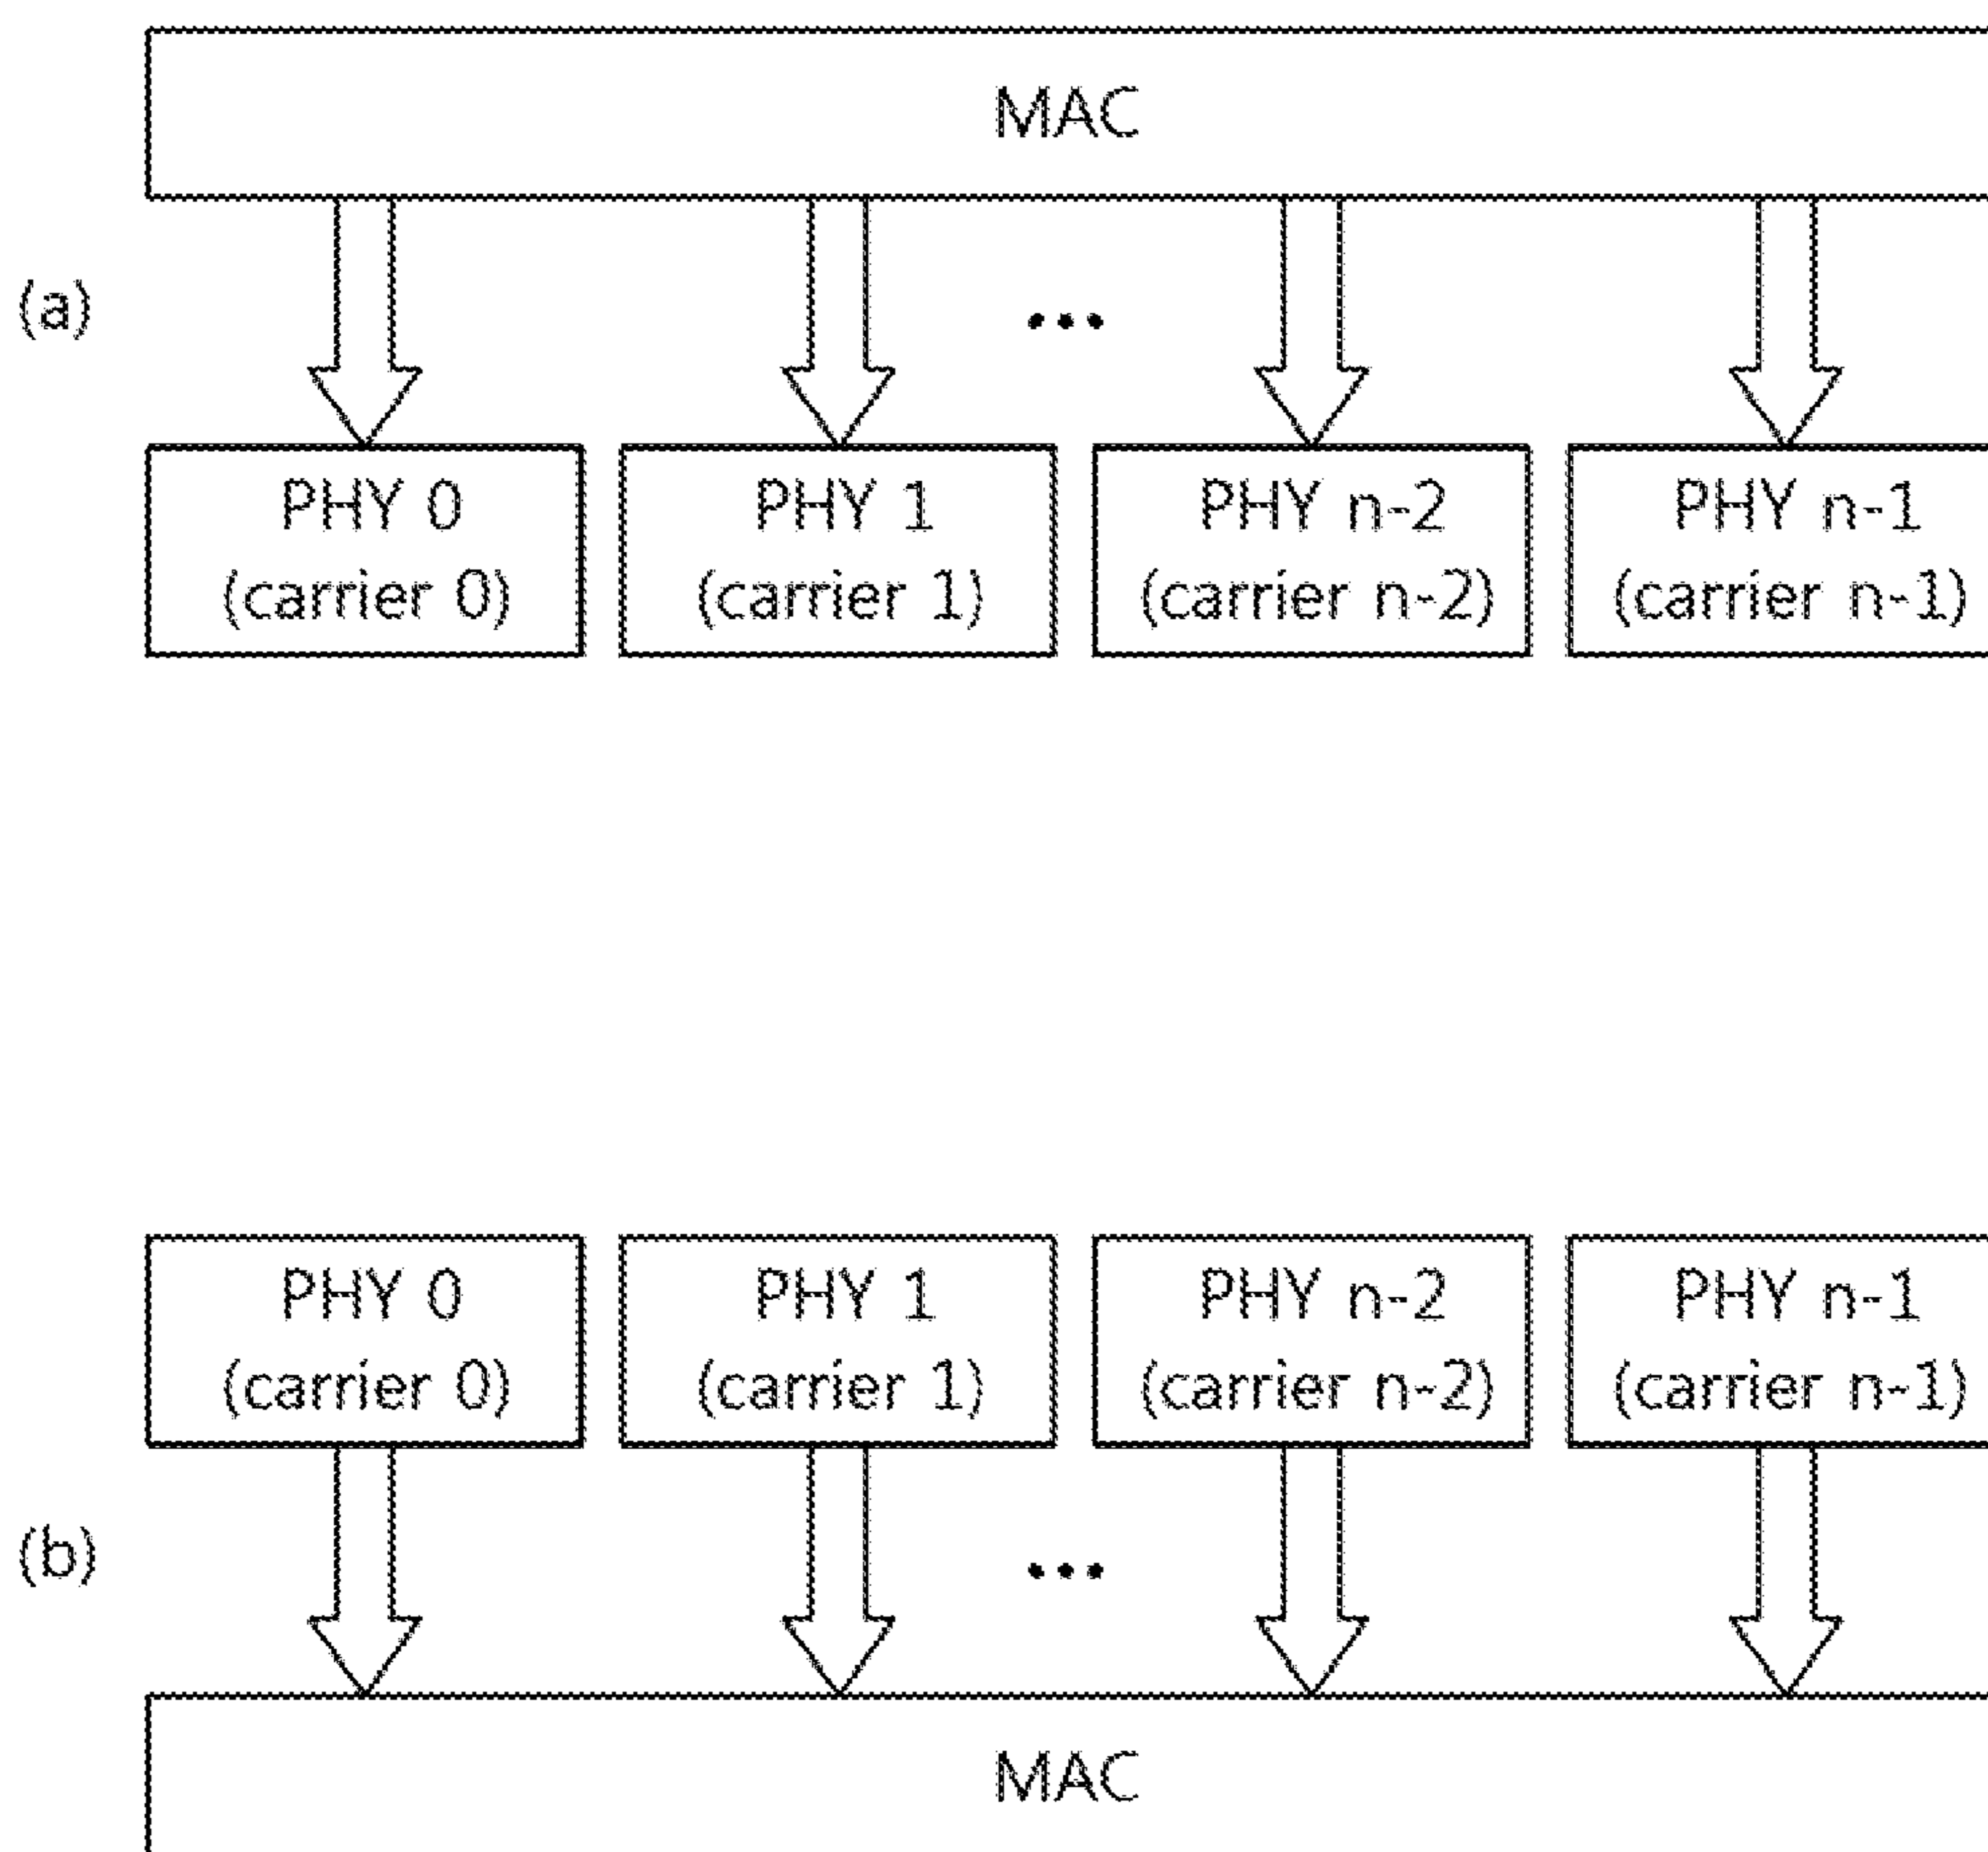 MAC
(a)
...
PHY 0
(carrier 0)
PHY 1
(carrier 1)
PHY n-2
(carrier n-2)
PHY n-1
(carrier n-1)
PHY 0
(carrier 0)
PHY 1
(carrier 1)
PHY n-2
(carrier n-2)
PHY n-1
(carrier n-1)
(b)
...
MAC